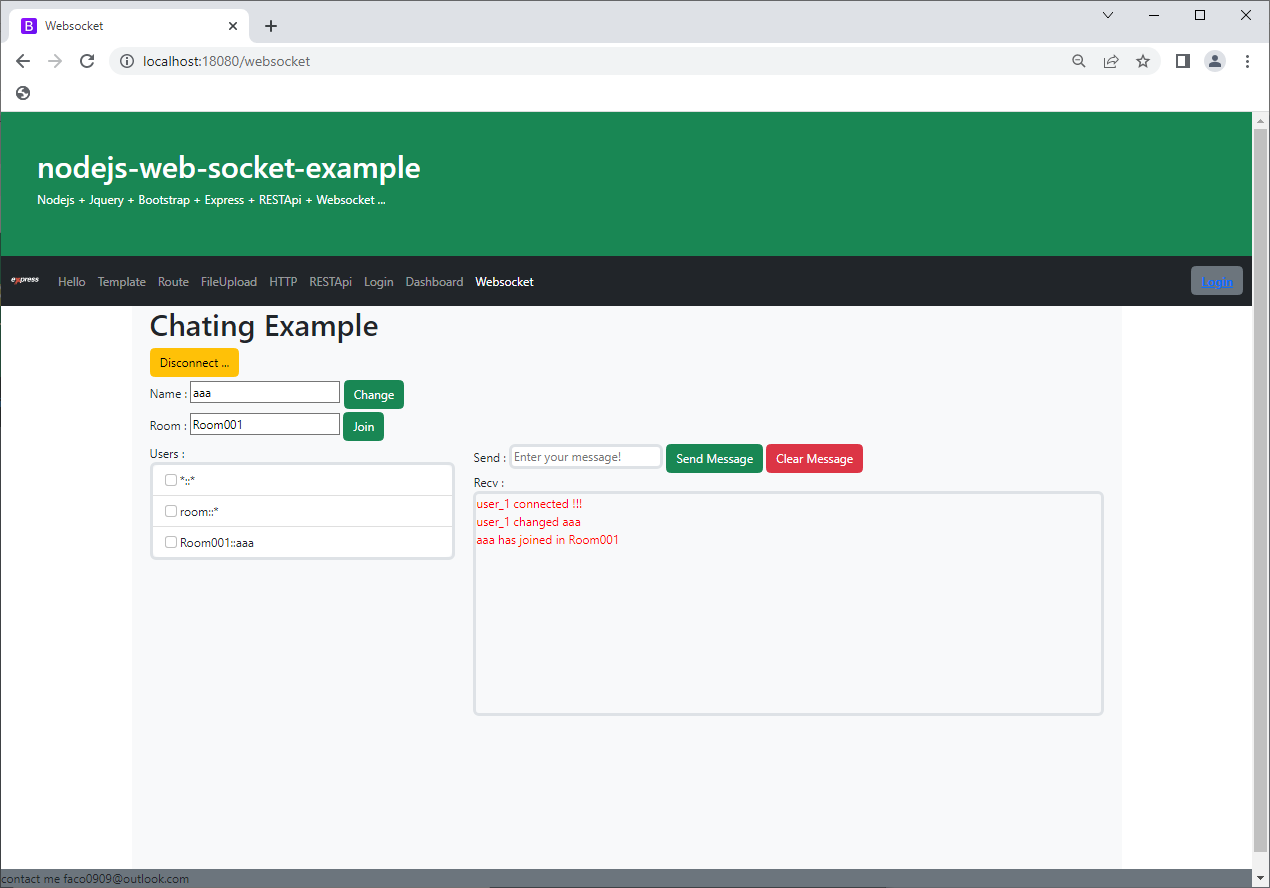 B Websocket
localhost:18080/websocket
nodejs-web-socket-example
Nodejs + Jquery + Bootstrap + Express + RESTApi + Websocket ...
express Hello Template Route FileUpload HTTP RESTApi Login Dashboard Websocket Login
Chating Example
Disconnect ...
Name : aaa Change
Room : Room001 Join
Users :
*::*
room::*
Room001::aaa
Send : Enter your message! Send Message Clear Message
Recv :
user_1 connected !!!
user_1 changed aaa
aaa has joined in Room001
contact me faco0909@outlook.com